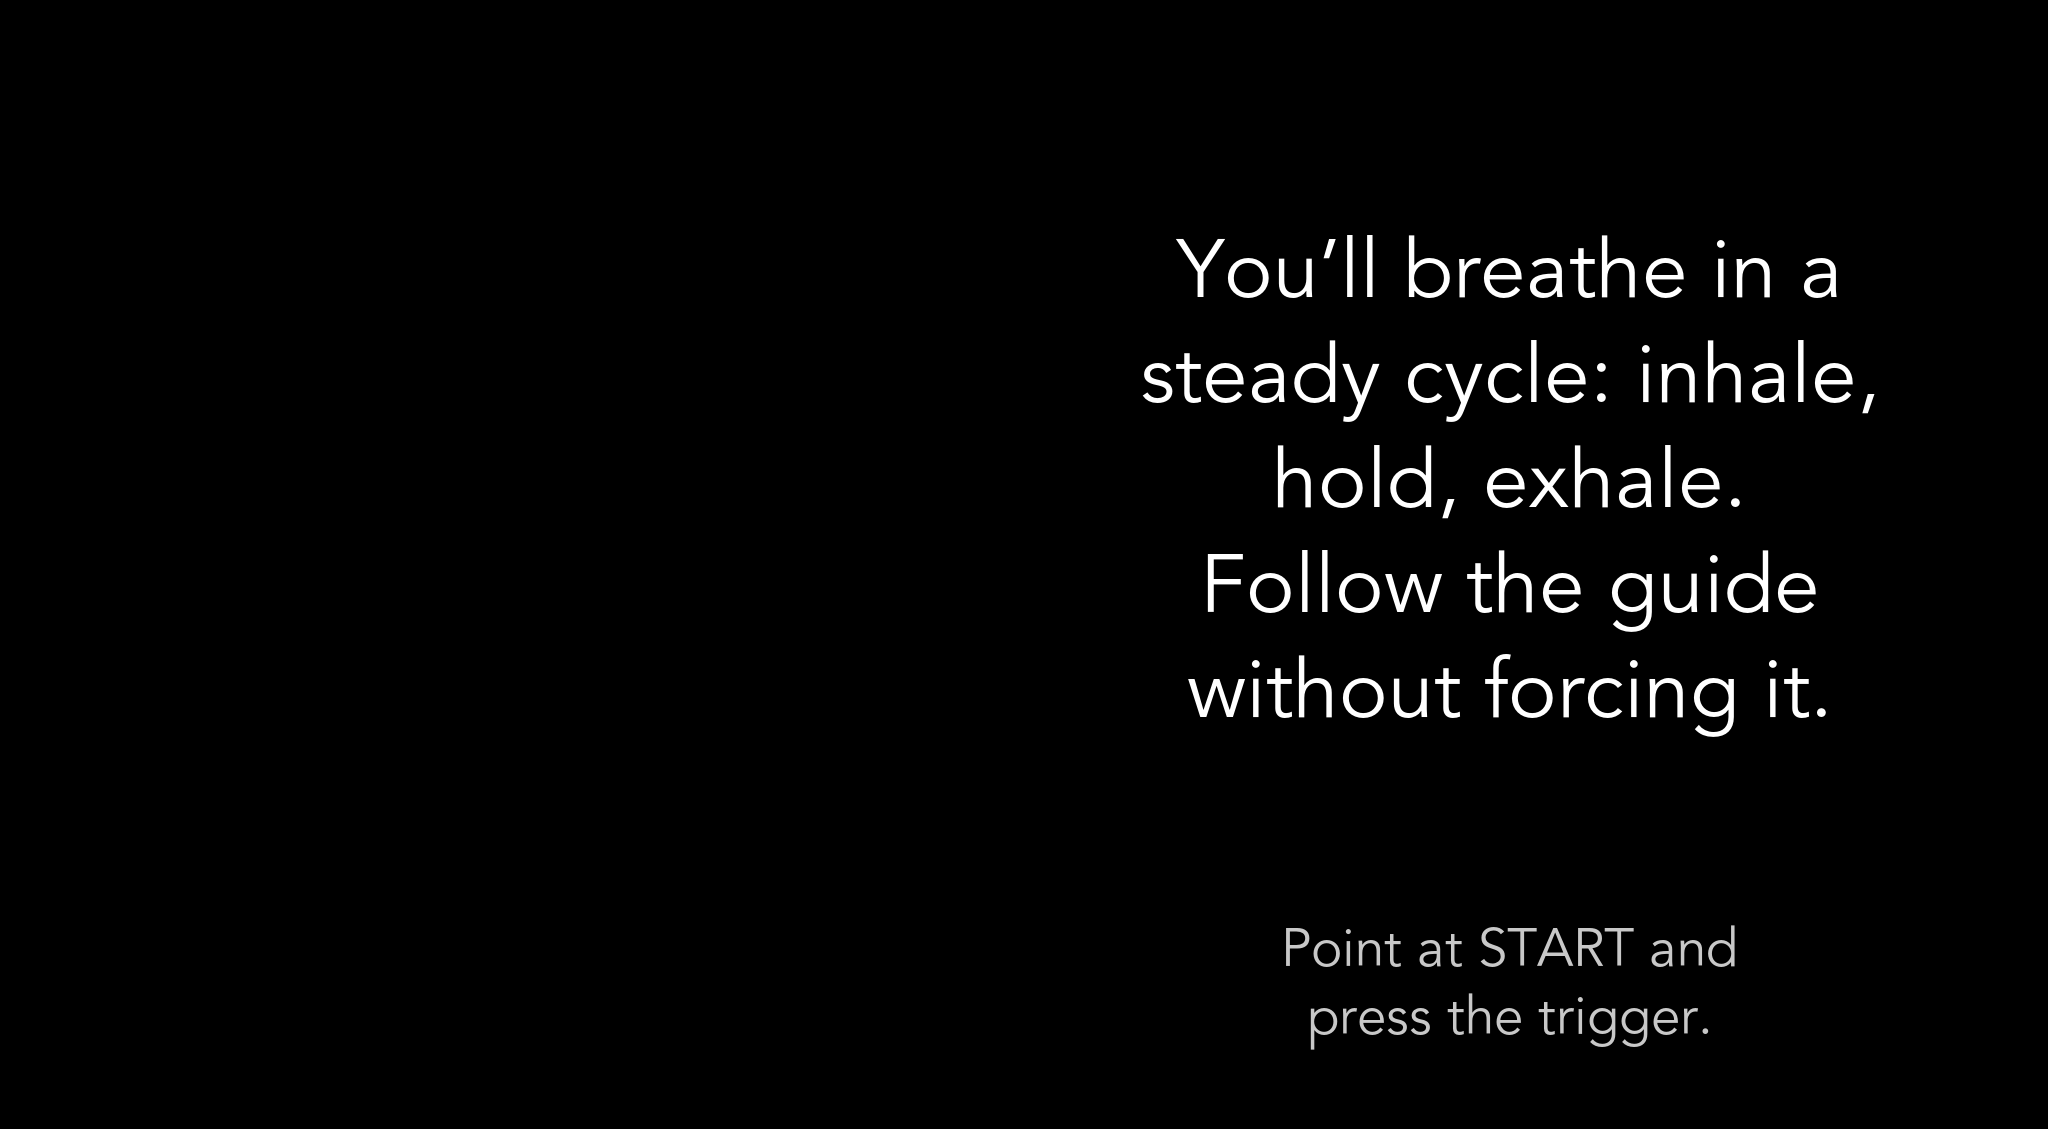 You’ll breathe in a
steady cycle: inhale,
hold, exhale.
Follow the guide
without forcing it.
Point at START and
press the trigger.